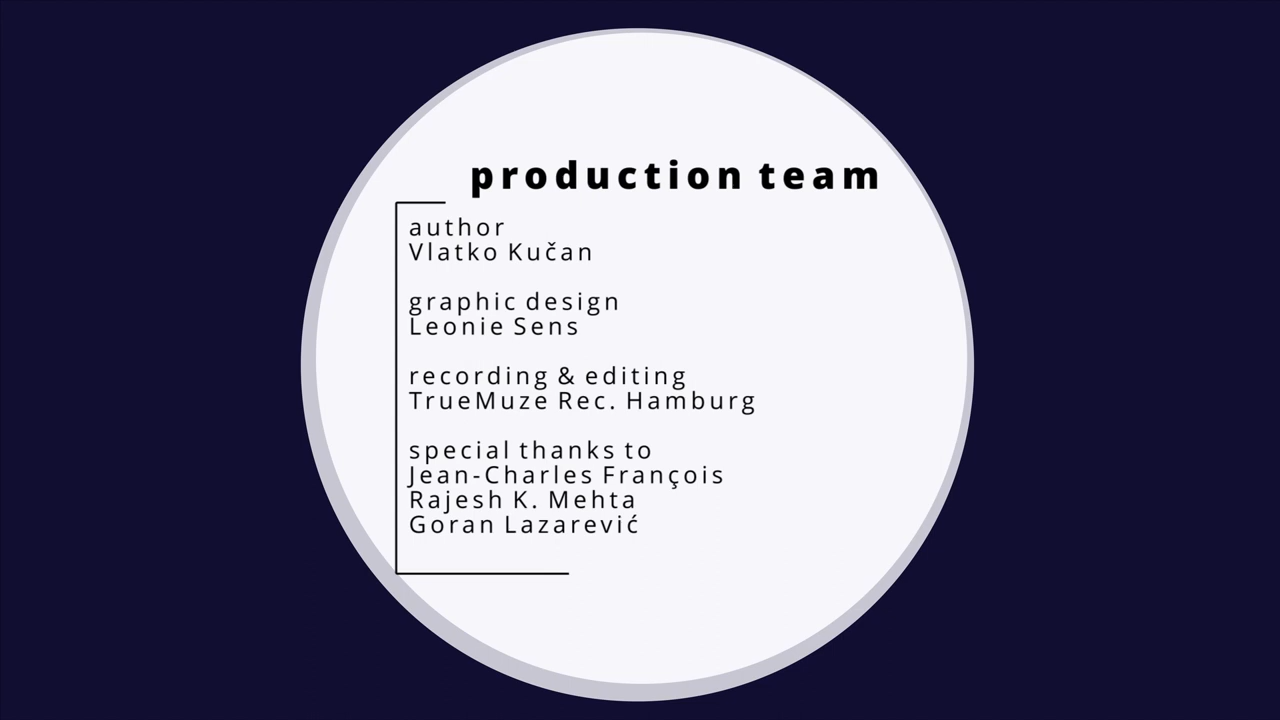 production team
author
Vlatko Kučan
graphic design
Leonie Sens
recording & editing
TrueMuze Rec. Hamburg
special thanks to
Jean-Charles François
Rajesh K. Mehta
Goran Lazarević